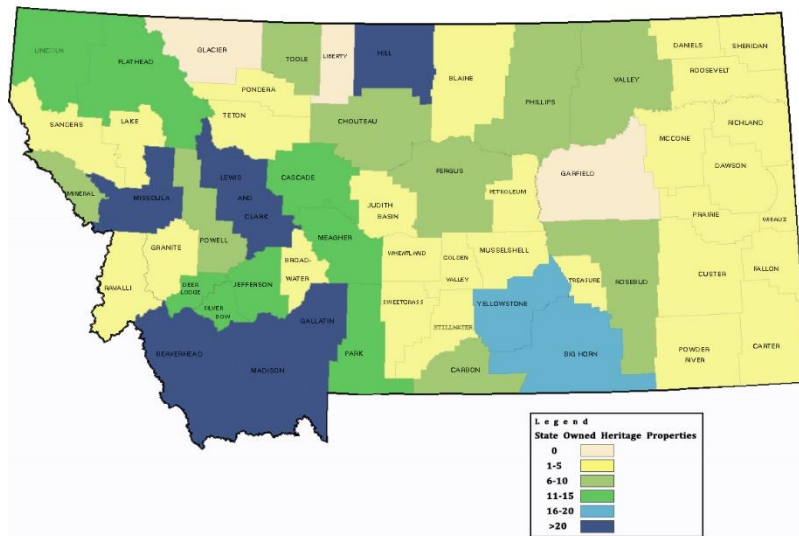 LINCOLN
FLATHEAD
GLACIER
TOOLE
LIBERTY
HILL
BLAINE
PHILLIPS
VALLEY
DANIELS
SHERIDAN
ROOSEVELT
PONDERA
TETON
CHOUTEAU
SANDERS
LAKE
MINERAL
MISSOULA
POWELL
LEWIS
AND
CLARK
CASCADE
MEAGHER
JUDITH
BASIN
FERGUS
PETROLEUM
GARFIELD
MCCONE
RICHLAND
DAWSON
PRAIRIE
WIBAUX
RAVALLI
GRANITE
DEER
LODGE
SILVER
BOW
JEFFERSON
BROAD-
WATER
WHEATLAND
GOLDEN
VALLEY
MUSSELSHELL
SWEETGRASS
STILLWATER
YELLOWSTONE
TREASURE
ROSEBUD
CUSTER
FALLON
BEAVERHEAD
MADISON
GALLATIN
PARK
CARBON
BIG HORN
POWDER
RIVER
CARTER
Legend
State Owned Heritage Properties
0
1-5
6-10
11-15
16-20
>20